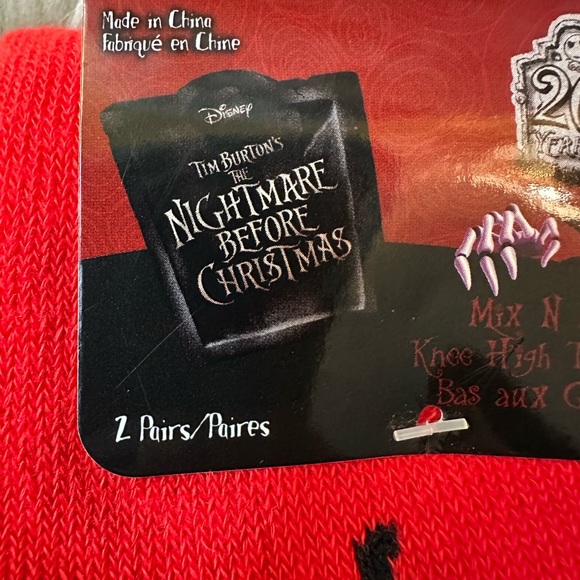 Made in China
Fabriqué en Chine
Disney
Tim Burton's
The
Nightmare
Before
Christmas
Mix N
Knee High
Bas aux
2 Pairs/Paires